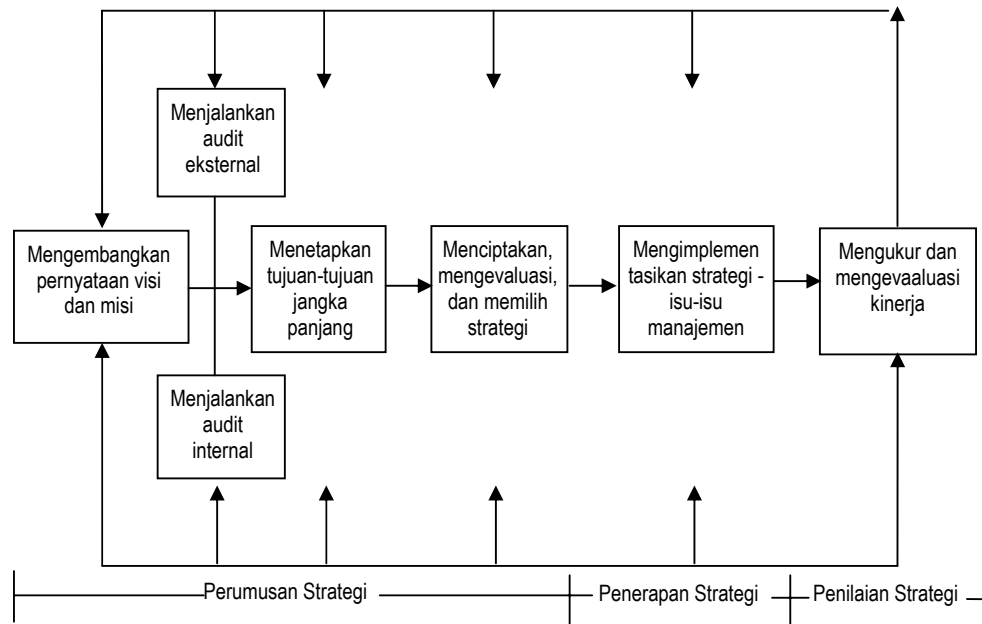 Menjalankan
audit
eksternal
Mengembangkan
pernyataan visi
dan misi
Menetapkan
tujuan-tujuan
jangka
panjang
Menciptakan,
mengevaluasi,
dan memilih
strategi
Mengimplemen
tasikan strategi -
isu-isu
manajemen
Mengukur dan
mengevaaluasi
kinerja
Menjalankan
audit
internal
Perumusan Strategi
Penerapan Strategi
Penilaian Strategi